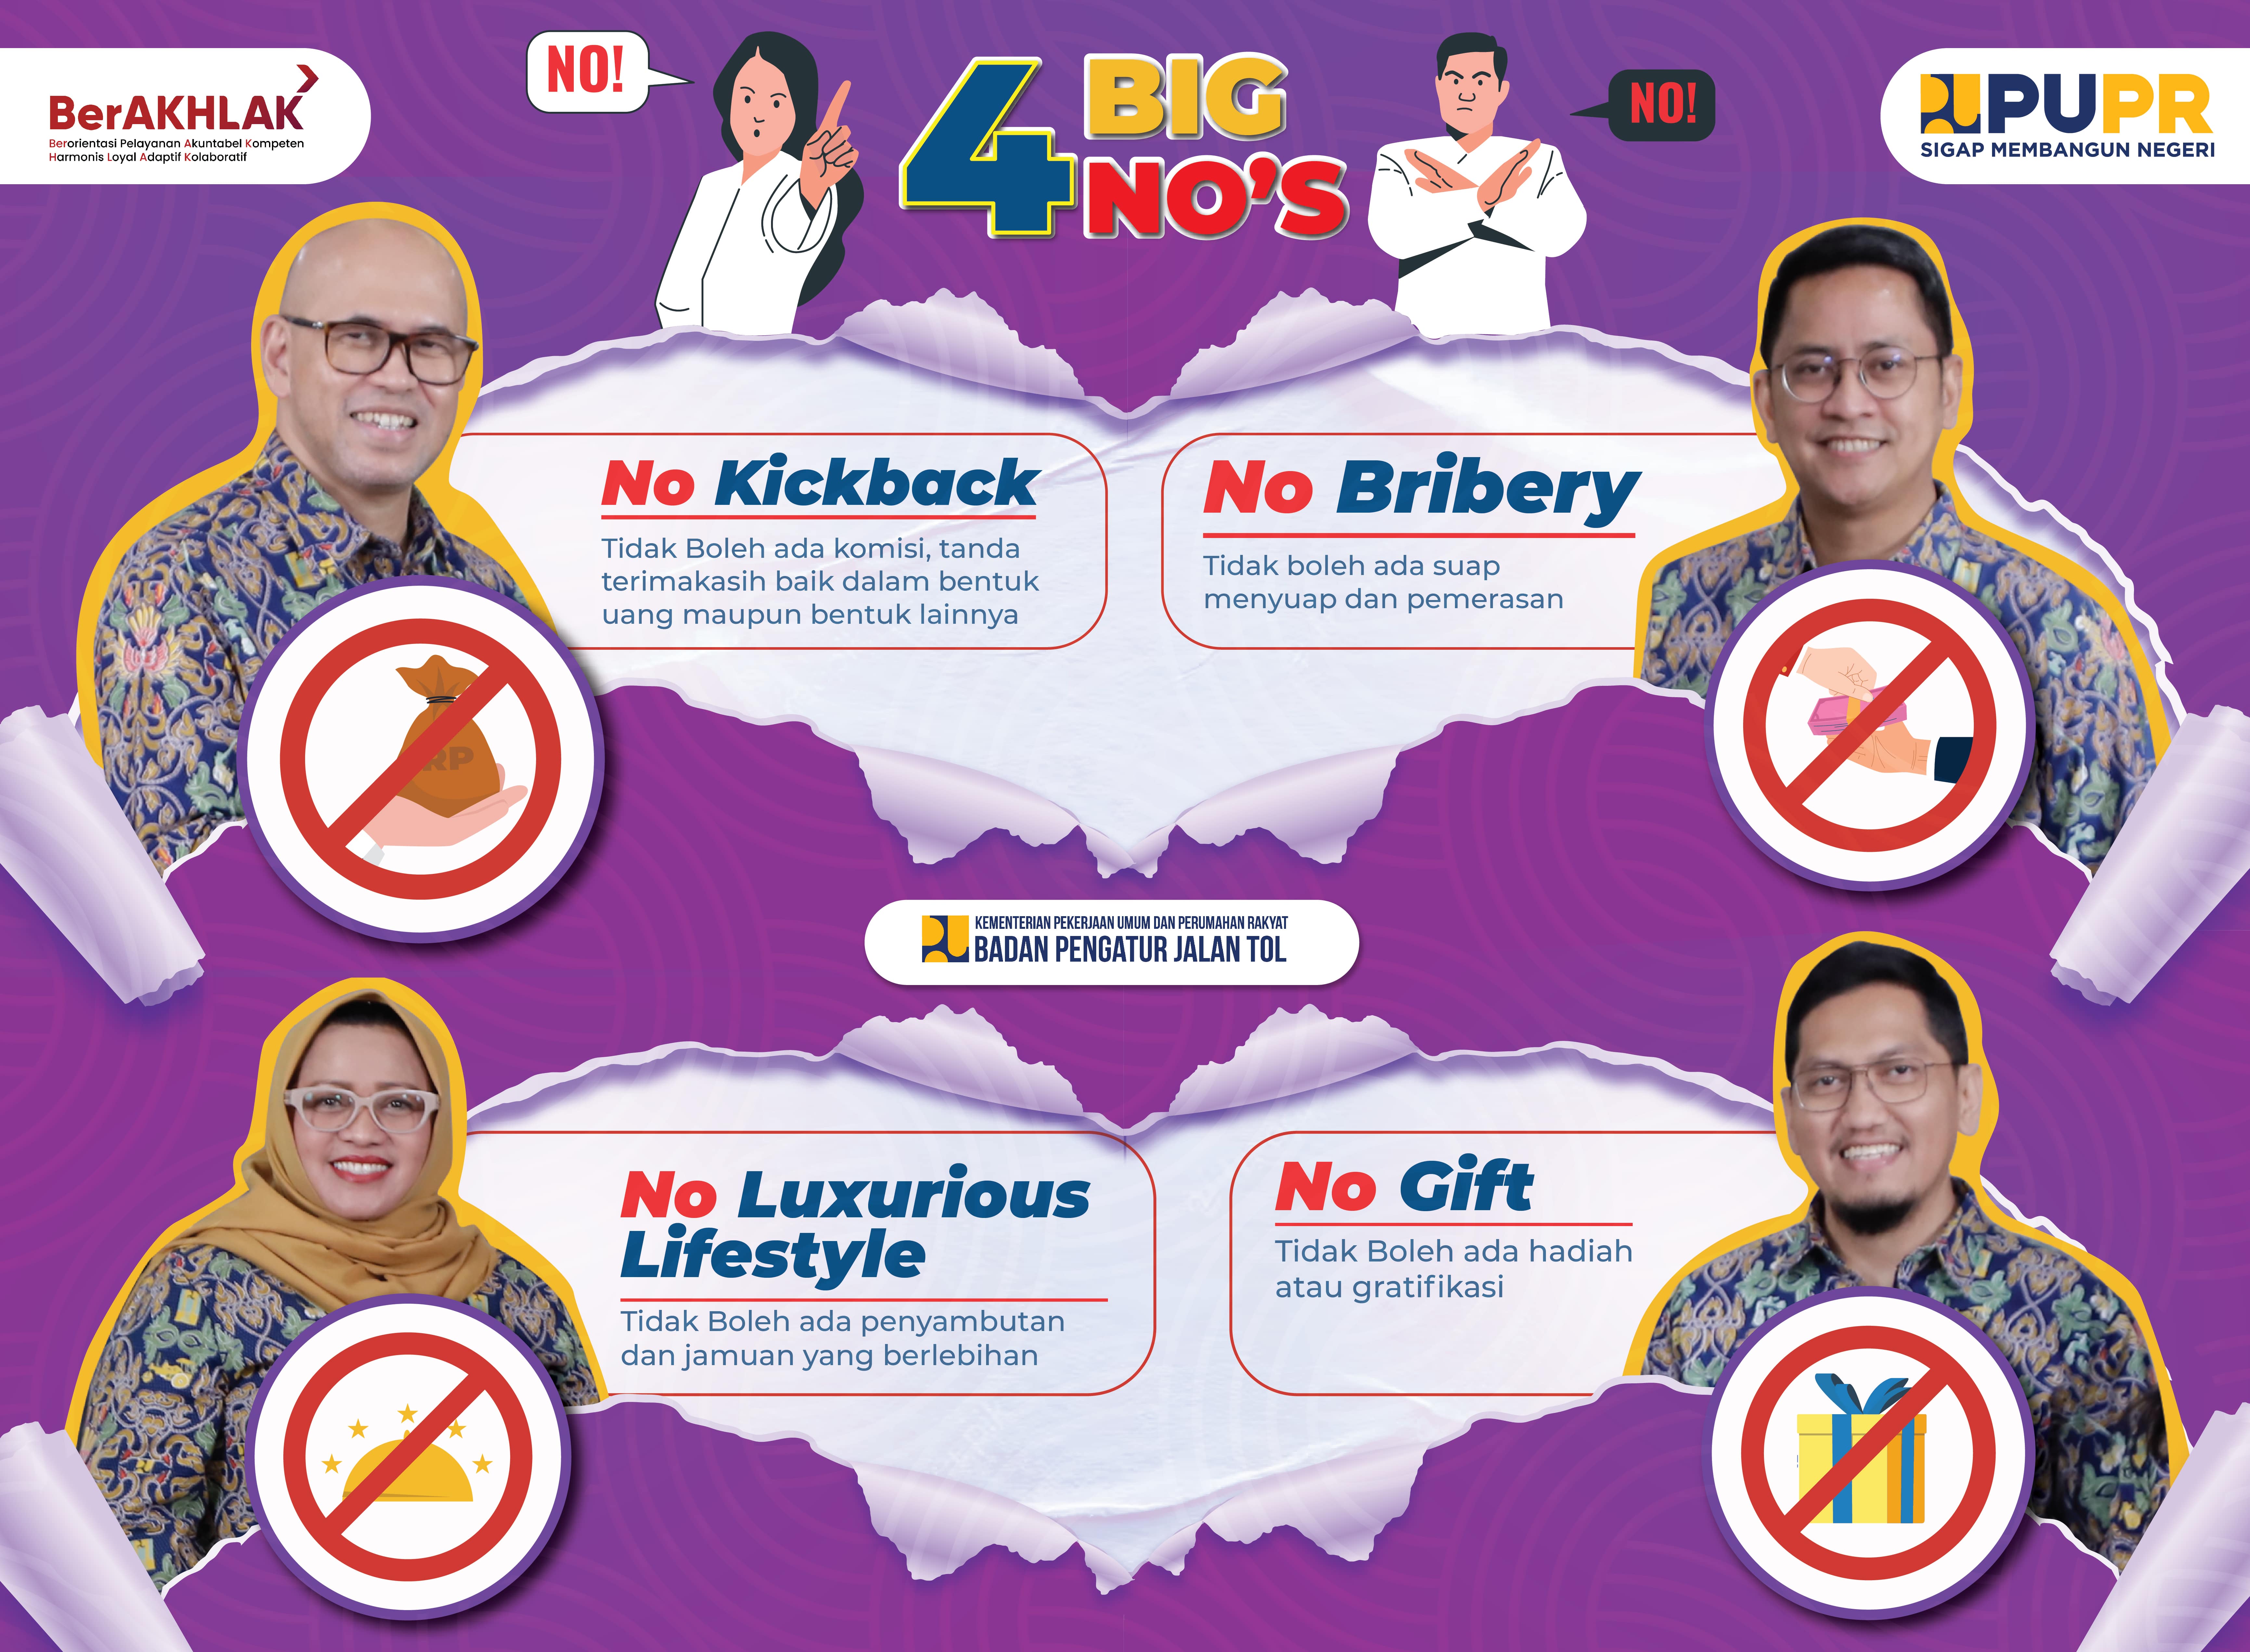 BerAKHLAK
Berorientasi Pelayanan Akuntabel Kompeten
Harmonis Loyal Adaptif Kolaboratif
NO!
4 BIG
NO'S
NO!
PUPR
SIGAP MEMBANGUN NEGERI
No Kickback
Tidak Boleh ada komisi, tanda
terimakasih baik dalam bentuk
uang maupun bentuk lainnya
RP
No Bribery
Tidak boleh ada suap
menyuap dan pemerasan
KEMENTERIAN PEKERJAAN UMUM DAN PERUMAHAN RAKYAT
BADAN PENGATUR JALAN TOL
No Luxurious
Lifestyle
Tidak Boleh ada penyambutan
dan jamuan yang berlebihan
No Gift
Tidak Boleh ada hadiah
atau gratifikasi